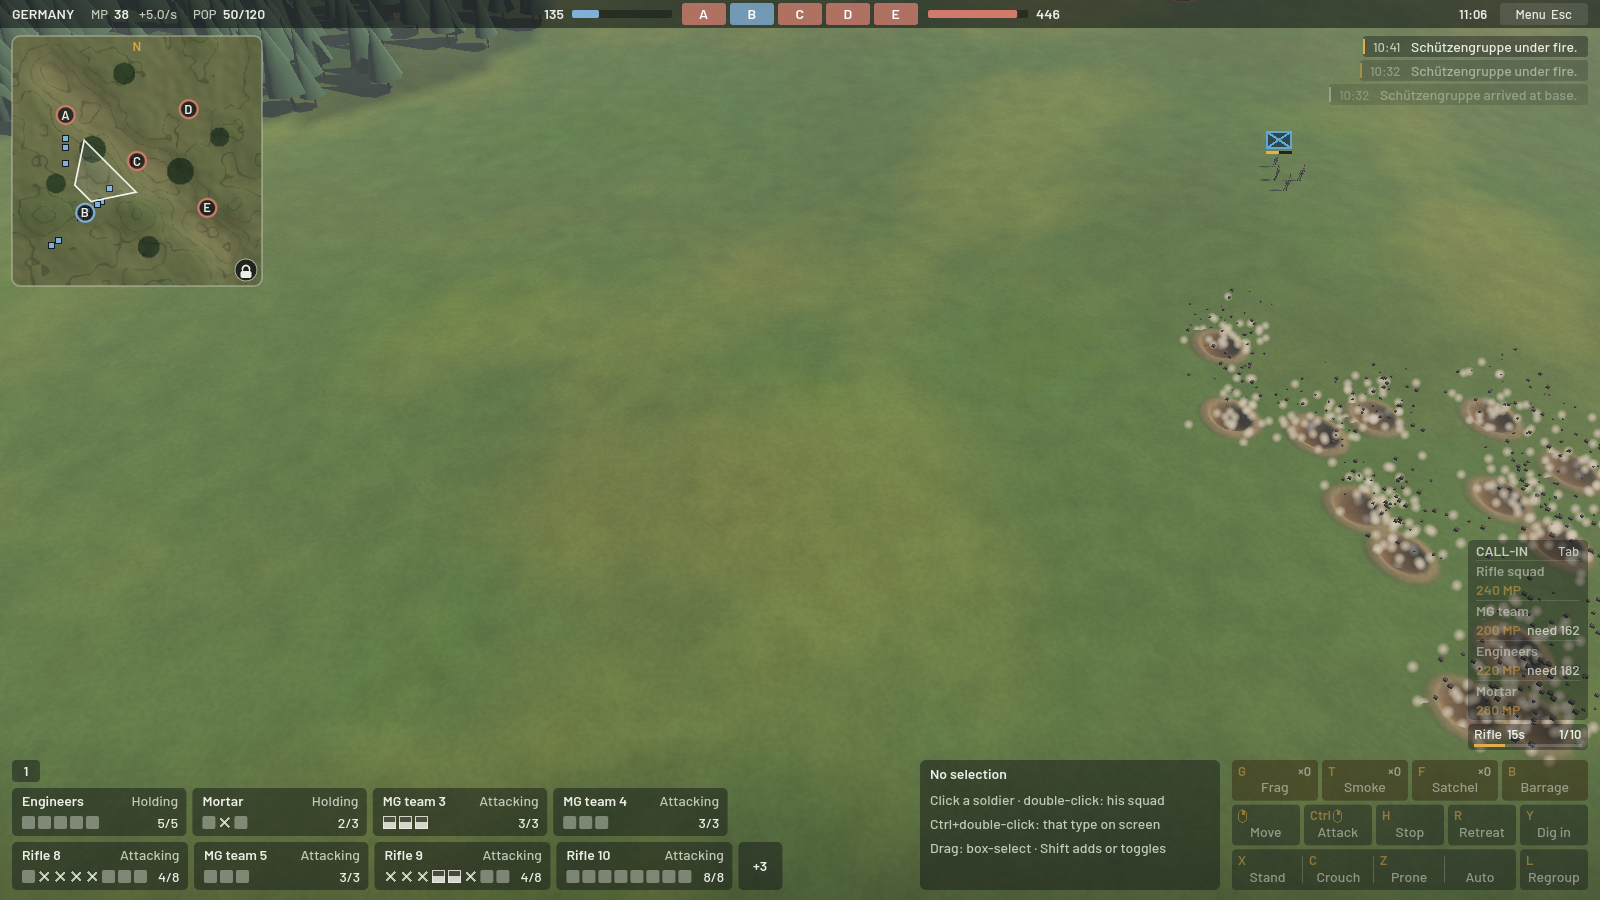 GERMANY MP 38 +5.0/s POP 50/120 135 A B C D E 446 11:06 Menu Esc
N
A
D
C
E
B
10:41 Schützengruppe under fire.
10:32 Schützengruppe under fire.
10:32 Schützengruppe arrived at base.
CALL-IN Tab
Rifle squad
240 MP
MG team
200 MP need 162
Engineers
220 MP need 182
Mortar
260 MP
Rifle 15s 1/10
1
Engineers Holding
5/5
Mortar Holding
2/3
MG team 3 Attacking
3/3
MG team 4 Attacking
3/3
Rifle 8 Attacking
4/8
MG team 5 Attacking
3/3
Rifle 9 Attacking
4/8
Rifle 10 Attacking
8/8
+3
No selection
Click a soldier · double-click: his squad
Ctrl+double-click: that type on screen
Drag: box-select · Shift adds or toggles
G ×0 T ×0 F ×0 B
Frag Smoke Satchel Barrage
Ctrl H R Y
Move Attack Stop Retreat Dig in
X C Z L
Stand Crouch Prone Auto Regroup